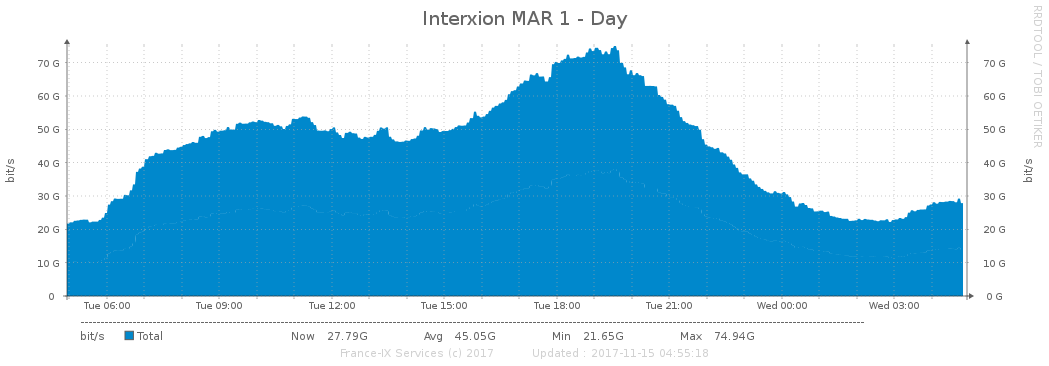 Interxion MAR 1 - Day
RRDTOOL / TOBI OETIKER
bit/s
bit/s
70 G 70 G
60 G 60 G
50 G 50 G
40 G 40 G
30 G 30 G
20 G 20 G
10 G 10 G
0 0 G
Tue 06:00 Tue 09:00 Tue 12:00 Tue 15:00 Tue 18:00 Tue 21:00 Wed 00:00 Wed 03:00
bit/s Total Now 27.79G Avg 45.05G Min 21.65G Max 74.94G
France-IX Services (c) 2017 Updated : 2017-11-15 04:55:18